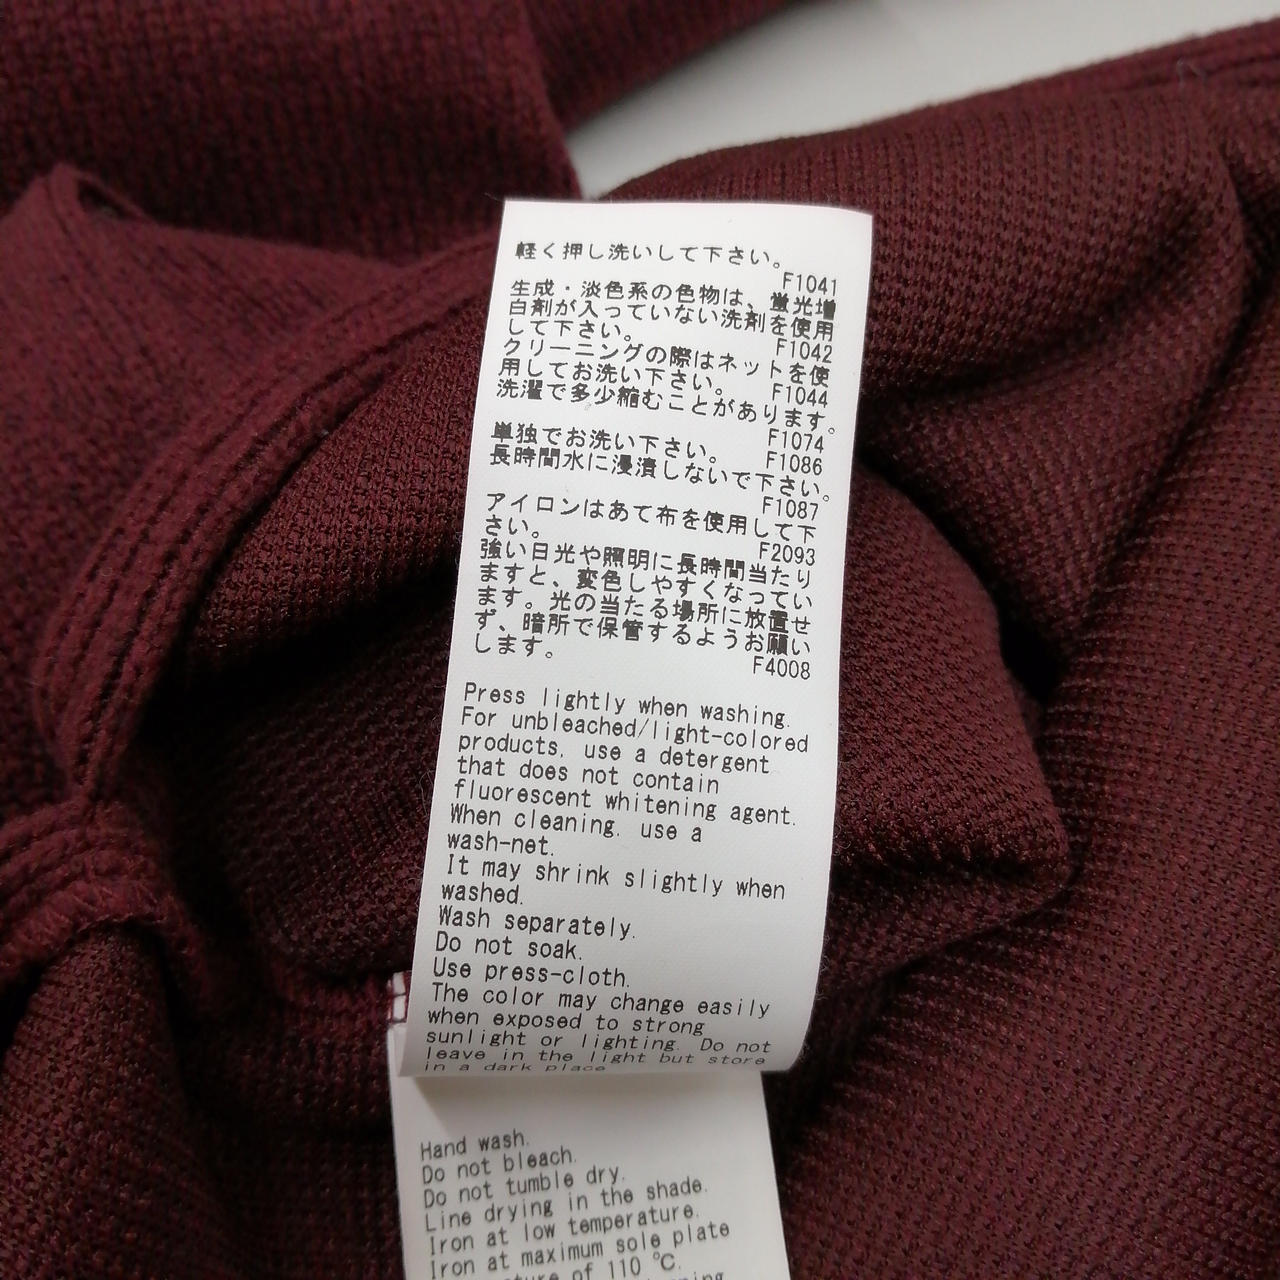 軽く押し洗いして下さい。
F1041
生成・淡色系の色物は、蛍光増
白剤が入っていない洗剤を使用
して下さい。
F1042
クリーニングの際はネットを使
用してお洗い下さい。
F1044
洗濯で多少縮むことがあります。
F1074
単独でお洗い下さい。
F1086
長時間水に浸漬しないで下さい。
F1087
アイロンはあて布を使用して下
さい。
F2093
強い日光や照明に長時間当たり
ますと、変色しやすくなってい
ます。光の当たる場所に放置せ
ず、暗所で保管するようお願い
します。
F4008
Press lightly when washing.
For unbleached/light-colored
products, use a detergent
that does not contain
fluorescent whitening agent.
When cleaning, use a
wash-net.
It may shrink slightly when
washed.
Wash separately.
Do not soak.
Use press-cloth.
The color may change easily
when exposed to strong
sunlight or lighting. Do not
leave in the light but store
in a dark place
Hand wash.
Do not bleach.
Do not tumble dry.
Line drying in the shade.
Iron at low temperature.
Iron at maximum sole plate
of 110 ℃.